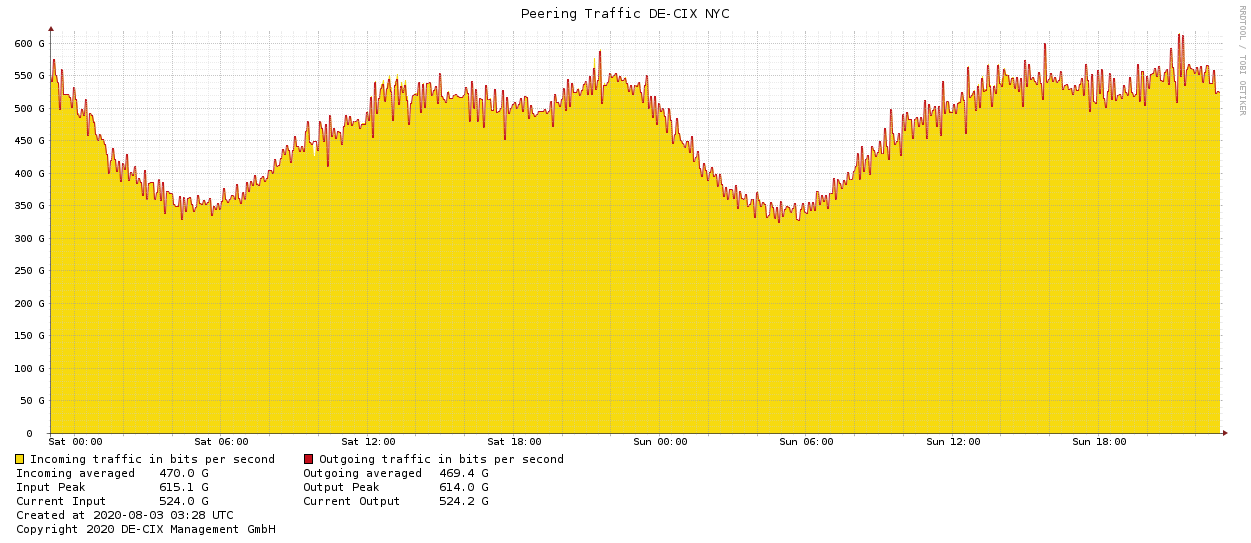 Peering Traffic DE-CIX NYC
RRDTOOL / TOBI OETIKER
600 G
550 G
500 G
450 G
400 G
350 G
300 G
250 G
200 G
150 G
100 G
50 G
0
Sat 00:00 Sat 06:00 Sat 12:00 Sat 18:00 Sun 00:00 Sun 06:00 Sun 12:00 Sun 18:00
Incoming traffic in bits per second Outgoing traffic in bits per second
Incoming averaged 470.0 G Outgoing averaged 469.4 G
Input Peak 615.1 G Output Peak 614.0 G
Current Input 524.0 G Current Output 524.2 G
Created at 2020-08-03 03:28 UTC
Copyright 2020 DE-CIX Management GmbH